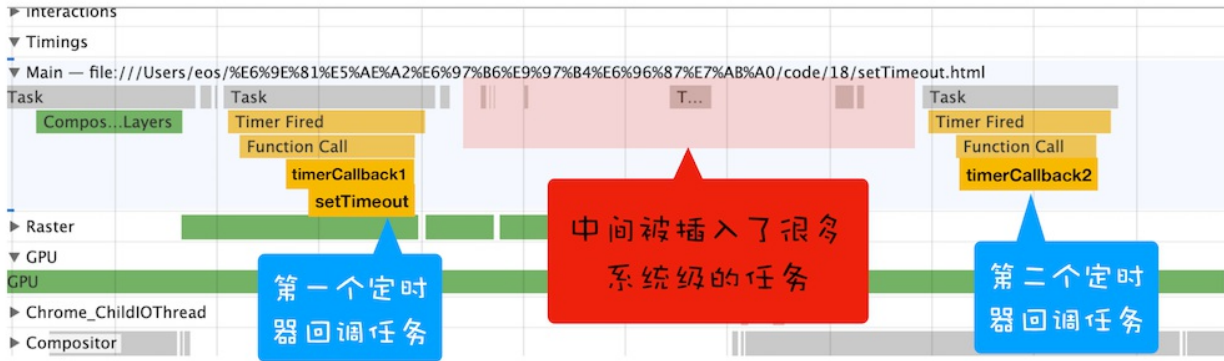 Interactions
Timings
Main — file:///Users/eos/%E6%9E%81%E5%AE%A2%E6%97%B6%E9%97%B4%E6%96%87%E7%AB%A0/code/18/setTimeout.html
Task
Task
T...
Task
Compos...Layers
Timer Fired
Timer Fired
Function Call
Function Call
timerCallback1
timerCallback2
setTimeout
Raster
中间被插入了很多
系统级的任务
GPU
GPU
第一个定时
器回调任务
第二个定时
器回调任务
Chrome_ChildIOThread
Compositor